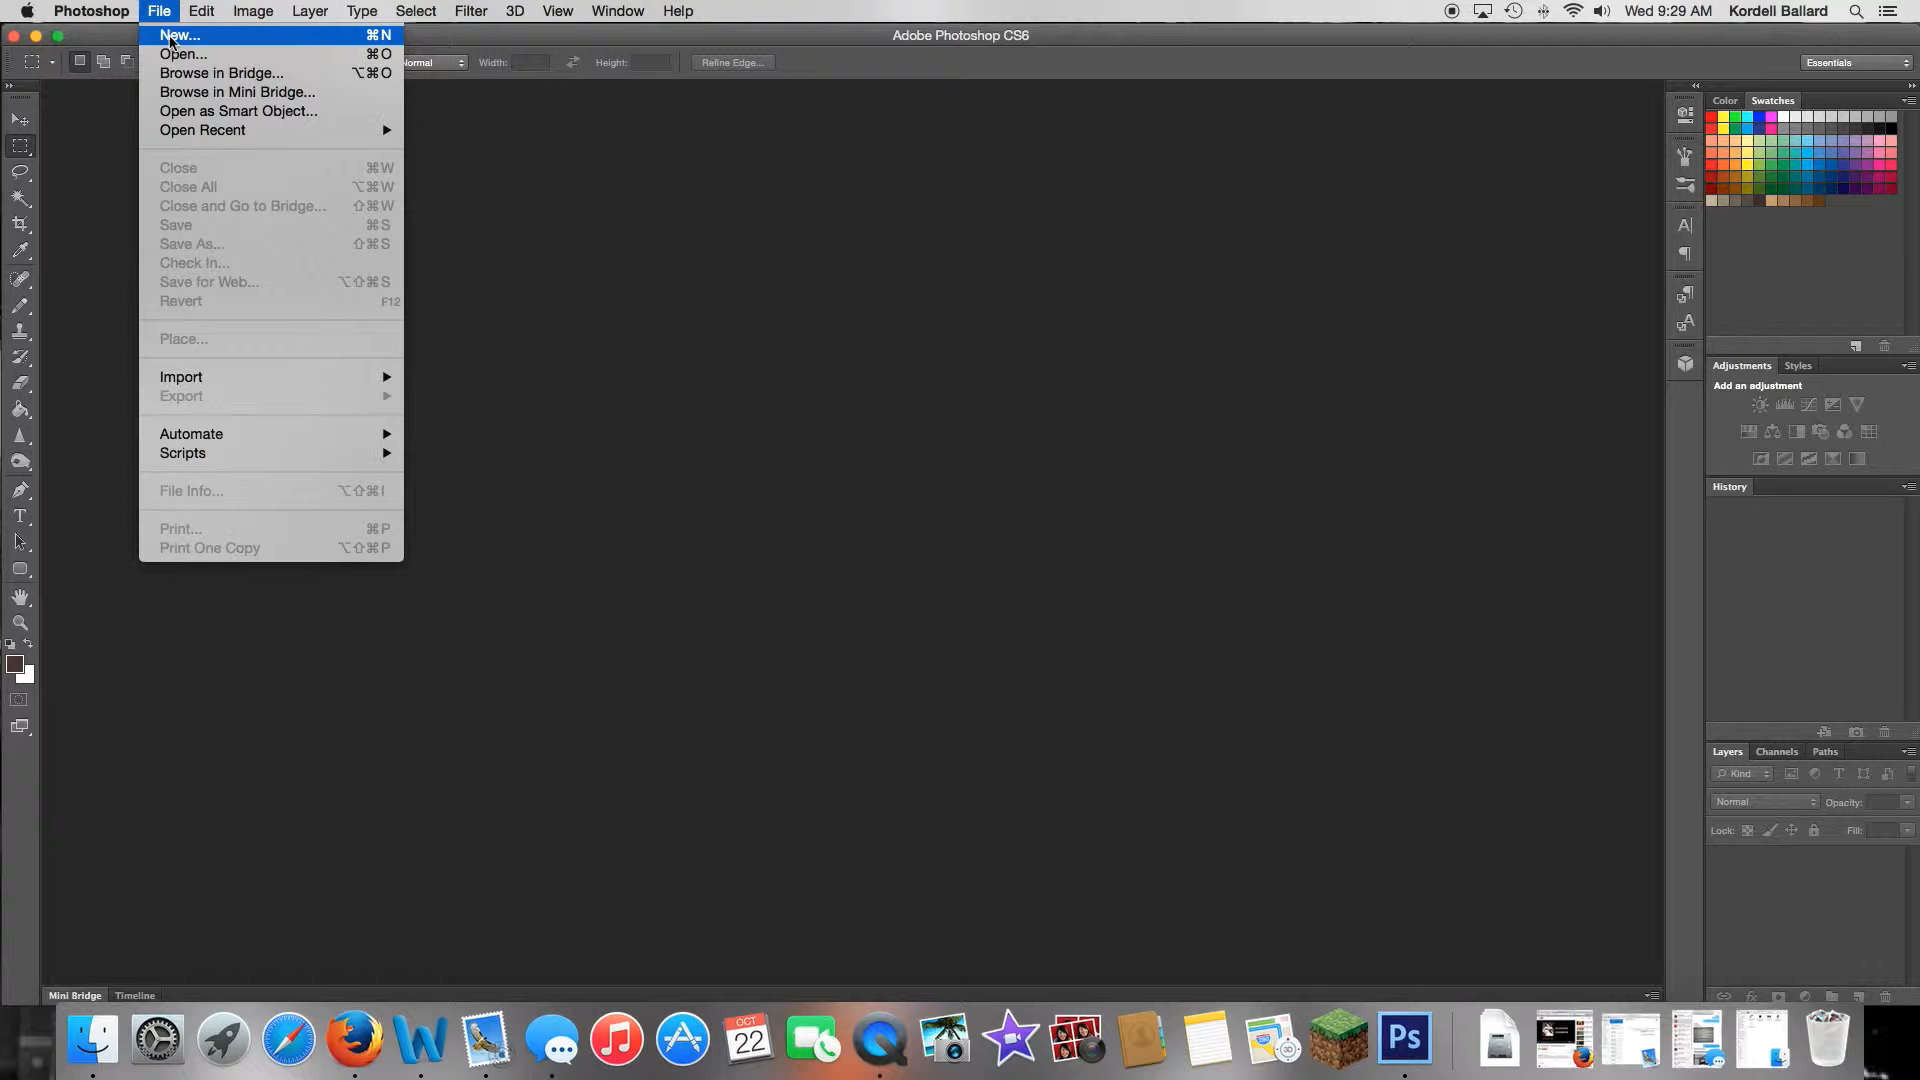 Photoshop File Edit Image Layer Type Select Filter 3D View Window Help Wed 9:29 AM Kordell Ballard
Adobe Photoshop CS6
New... ⌘N
Open... ⌘O
Browse in Bridge... ⌥⌘O
Browse in Mini Bridge...
Open as Smart Object...
Open Recent
Close ⌘W
Close All ⌥⌘W
Close and Go to Bridge... ⇧⌘W
Save ⌘S
Save As... ⇧⌘S
Check In...
Save for Web... ⌥⇧⌘S
Revert F12
Place...
Import
Export
Automate
Scripts
File Info... ⌥⇧⌘I
Print... ⌘P
Print One Copy ⌥⇧⌘P
Normal Width: Height: Refine Edge... Essentials
Color Swatches
Adjustments Styles
Add an adjustment
History
Layers Channels Paths
Kind
Normal Opacity:
Lock: Fill:
Mini Bridge Timeline
OCT
22
Ps